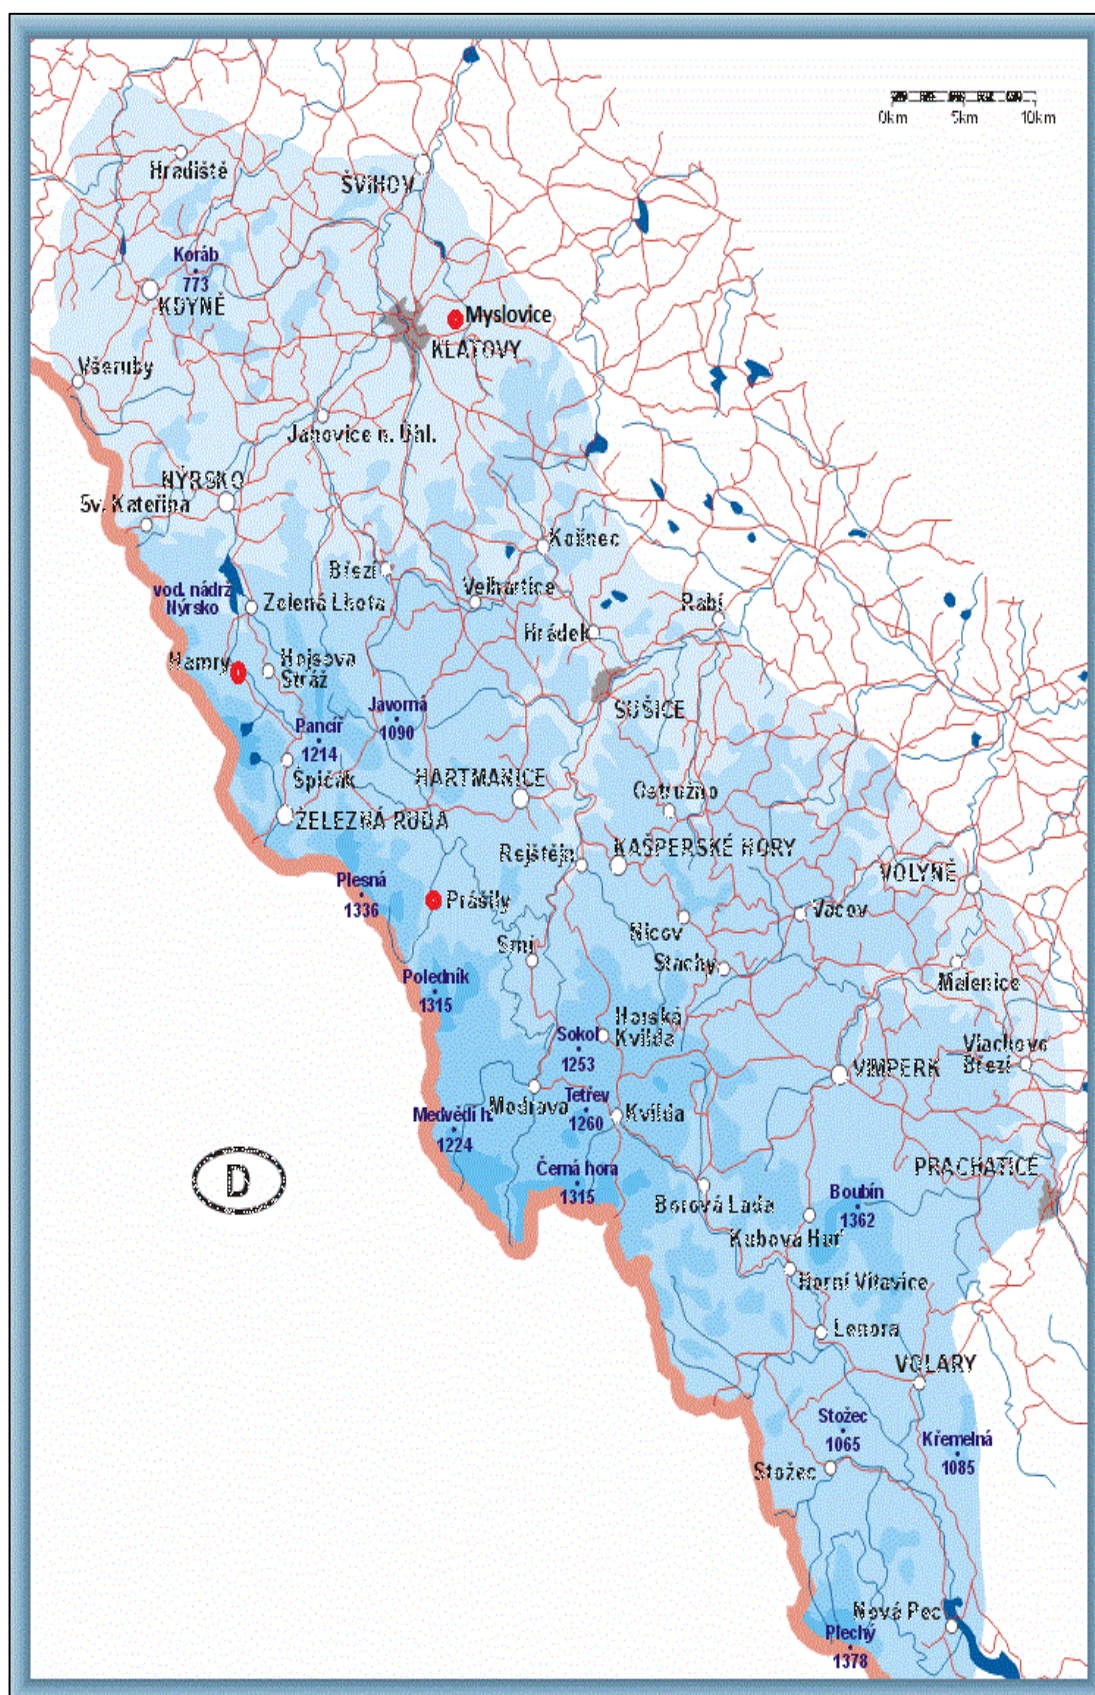 0km 5km 10km
Hradiště
ŠVIHOV
Koráb
773
KDYNĚ
Myslovice
KLATOVY
Všeruby
Janovice n. Úhl.
NÝRSKO
Sv. Kateřina
Kolinec
Březí
Velhartice
vod. nádrž
Nýrsko
Zelená Lhota
Rabí
Hrádek
Hamry
Hojsova
Stráž
SUŠICE
Javorná
1090
Pancíř
1214
Špičák
HARTMANICE
Ostružno
ŽELEZNÁ RUDA
Rejštějn
KAŠPERSKÉ HORY
VOLYNĚ
Plesná
1336
Prášily
Vacov
Nicov
Srní
Stachy
Malenice
Poledník
1315
Horská
Kvilda
Sokol
1253
Vlachovo
Březí
VIMPERK
Modrava
Tetřev
1260
Kvilda
Medvědí h.
1224
D
Černá hora
1315
PRACHATICE
Borová Lada
Boubín
1362
Kubova Huť
Horní Vltavice
Lenora
VOLARY
Stožec
1065
Křemelná
1085
Stožec
Nová Pec
Plechý
1378